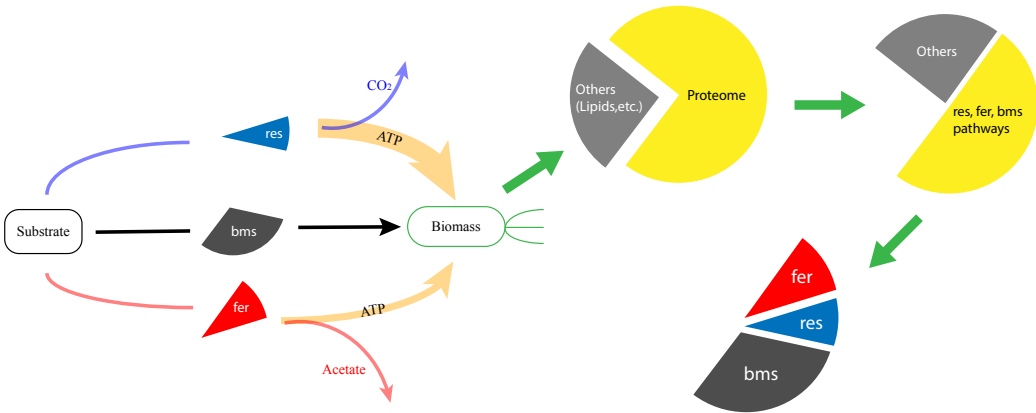 CO2
res
ATP
Substrate
bms
Biomass
fer
ATP
Acetate
Others
(Lipids,etc.)
Proteome
Others
res, fer, bms
pathways
fer
res
bms